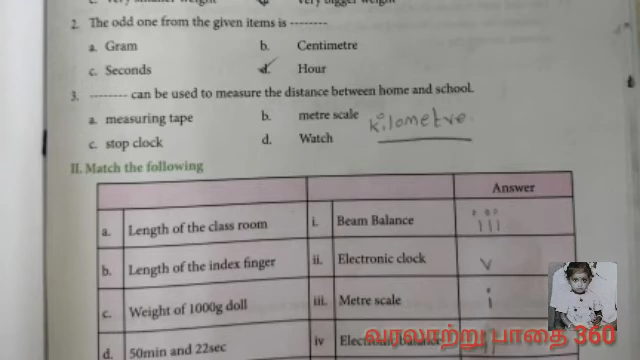 2. The odd one from the given items is --------
a. Gram b. Centimetre
c. Seconds d. Hour
3. -------- can be used to measure the distance between home and school.
a. measuring tape b. metre scale kilometre
c. stop clock d. Watch
II. Match the following
Answer
a. Length of the class room i. Beam Balance iii
b. Length of the index finger ii. Electronic clock v
c. Weight of 1000g doll iii. Metre scale i
d. 50min and 22sec iv
வரலாற்று பாதை 360